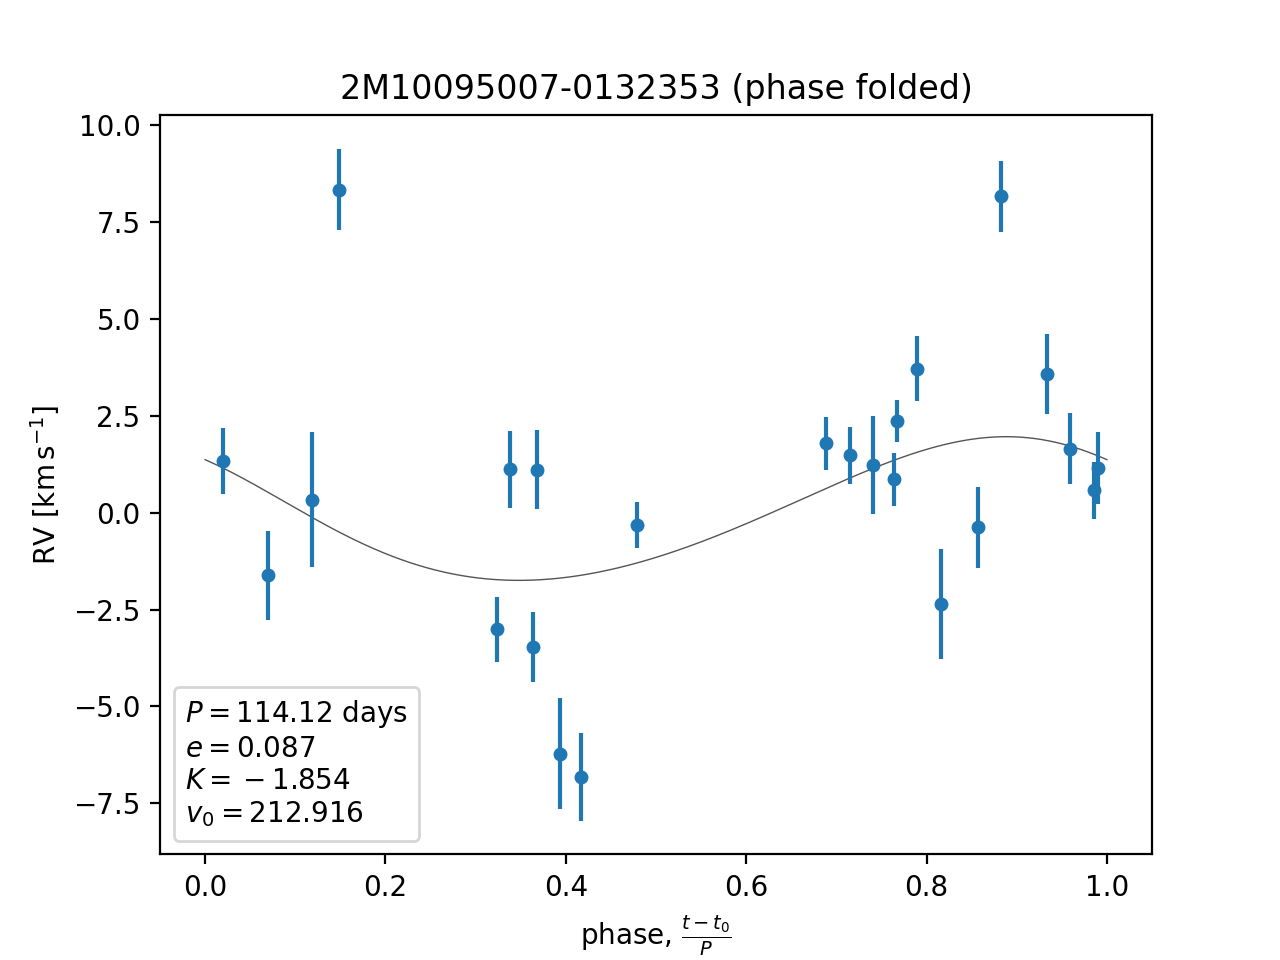 2M10095007-0132353 (phase folded)
10.0
7.5
5.0
2.5
0.0
−2.5
−5.0
−7.5
RV [km s⁻¹]
P = 114.12 days
e = 0.087
K = −1.854
v₀ = 212.916
0.0 0.2 0.4 0.6 0.8 1.0
phase, (t − t₀)/P